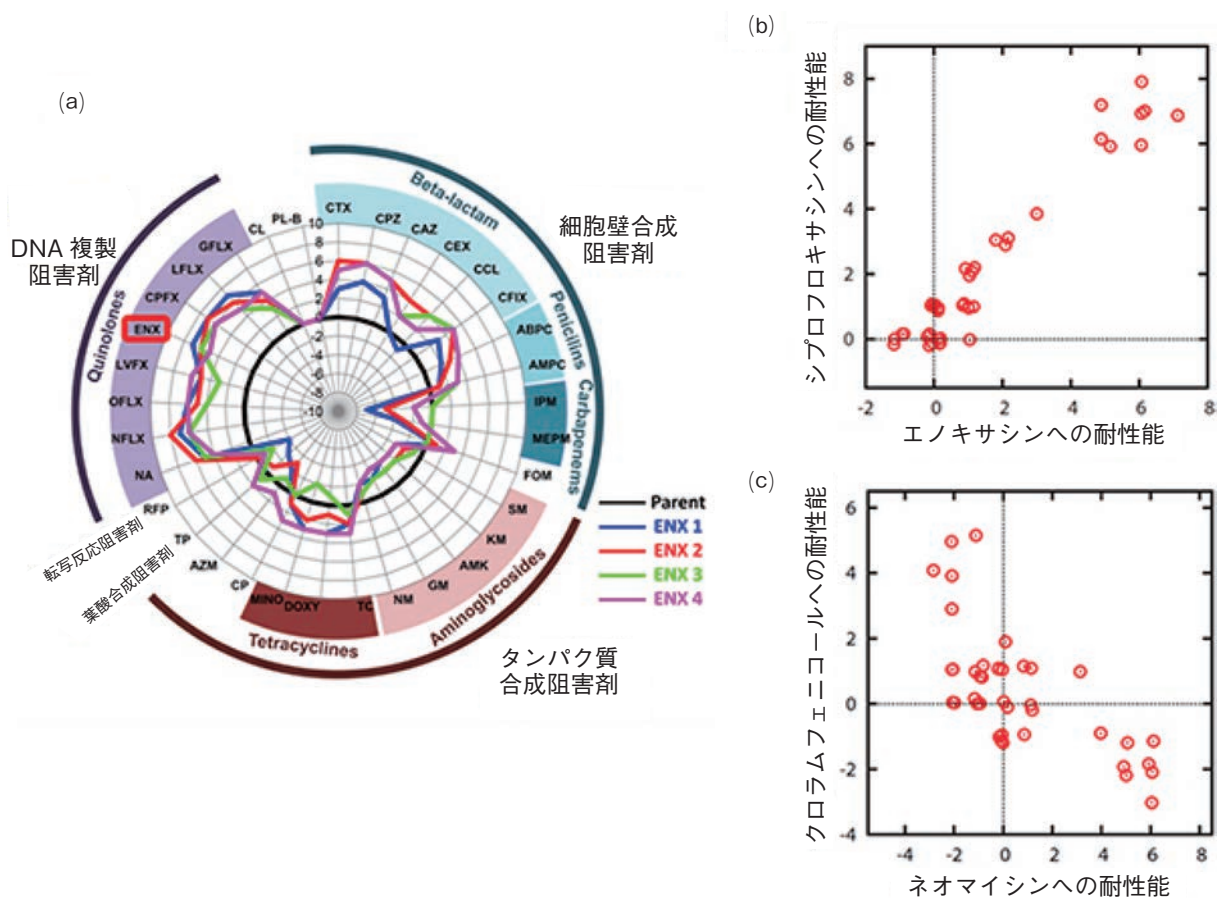 (a)
DNA 複製
阻害剤
細胞壁合成
阻害剤
タンパク質
合成阻害剤
転写反応阻害剤
葉酸合成阻害剤
Quinolones
Beta-lactam
Penicilins
Carbapenems
Aminoglycosides
Tetracyclines
CTX
CPZ
CAZ
CEX
CCL
CFIX
ABPC
AMPC
IPM
MEPM
FOM
SM
KM
AMK
GM
NM
TC
DOXY
MINO
CP
AZM
TP
RFP
NA
NFLX
OFLX
LVFX
ENX
CPFX
LFLX
GFLX
CL
PL-B
10
8
6
4
2
0
-2
-4
-6
-8
-10
Parent
ENX 1
ENX 2
ENX 3
ENX 4
(b)
シプロフロキサシンへの耐性能
8
6
4
2
0
-2
0
2
4
6
8
エノキサシンへの耐性能
(c)
クロラムフェニコールへの耐性能
6
4
2
0
-2
-4
-4
-2
0
2
4
6
8
ネオマイシンへの耐性能